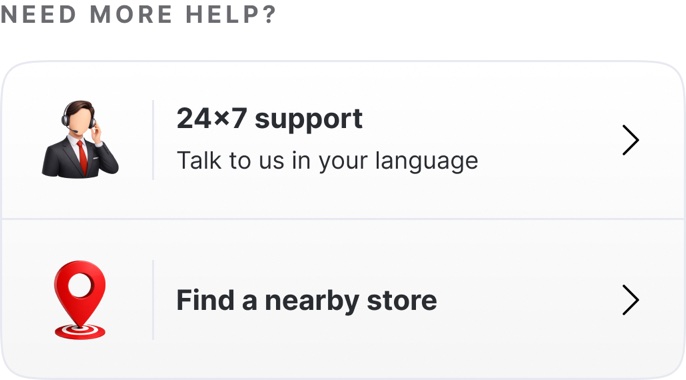 NEED MORE HELP?
24×7 support
Talk to us in your language
Find a nearby store